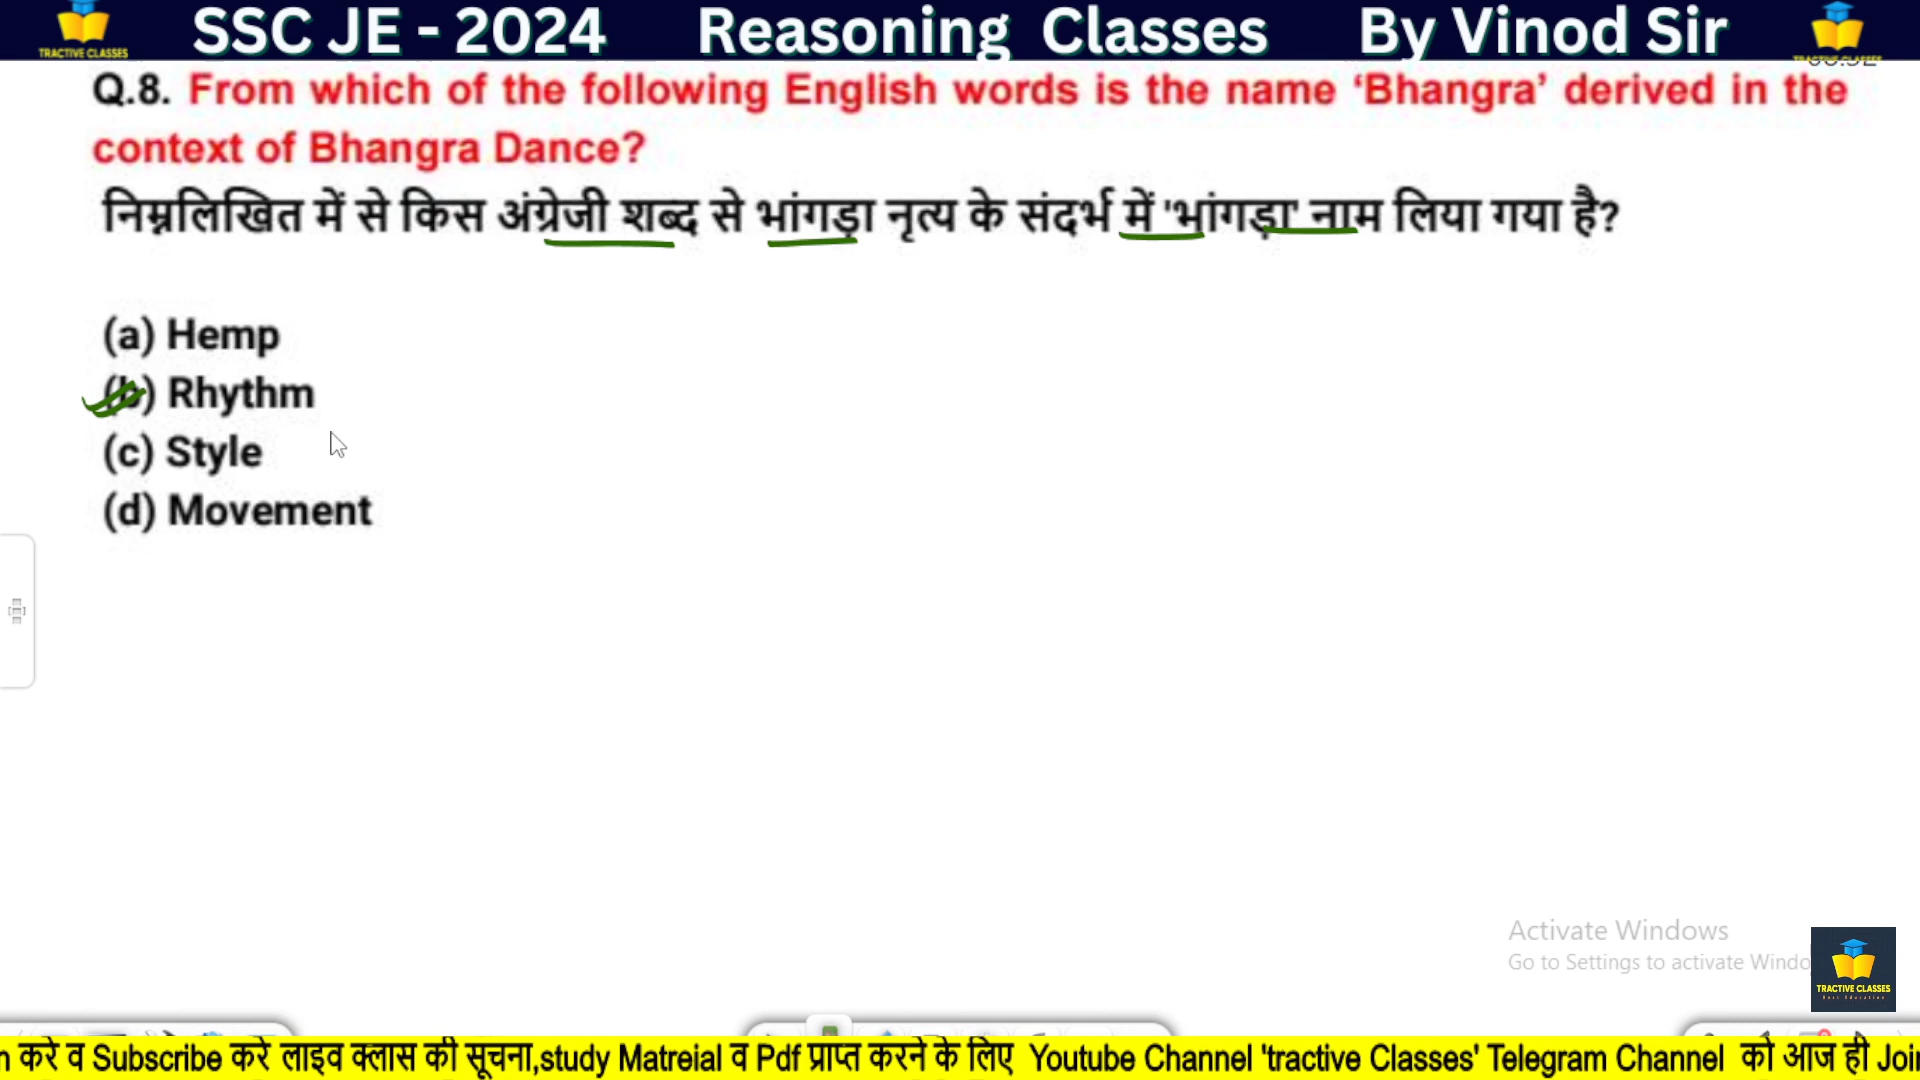 SSC JE - 2024 Reasoning Classes By Vinod Sir
TRACTIVE CLASSES
TRACTIVE CLASSES
Q.8. From which of the following English words is the name ‘Bhangra’ derived in the
context of Bhangra Dance?
निम्नलिखित में से किस अंग्रेजी शब्द से भांगड़ा नृत्य के संदर्भ में 'भांगड़ा' नाम लिया गया है?
(a) Hemp
(b) Rhythm
(c) Style
(d) Movement
Activate Windows
Go to Settings to activate Windo
TRACTIVE CLASSES
n करे व Subscribe करें लाइव क्लास की सूचना,study Matreial व Pdf प्राप्त करने के लिए Youtube Channel 'tractive Classes' Telegram Channel को आज ही Join